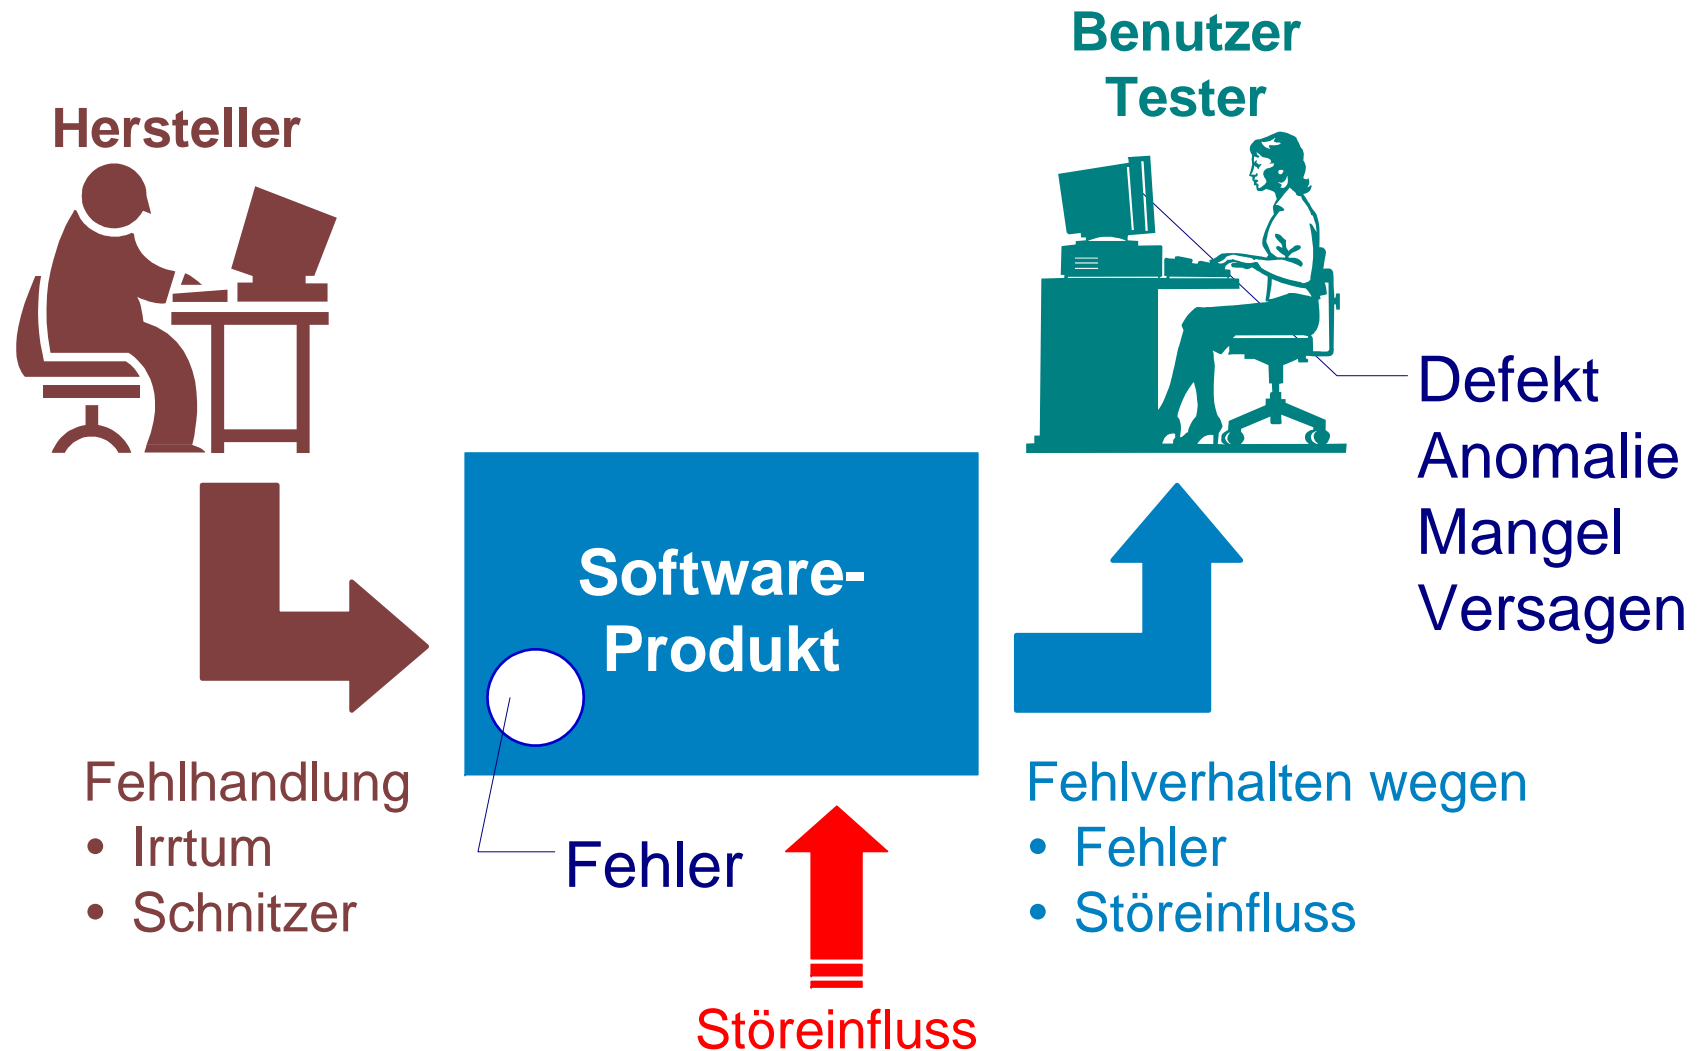 Hersteller
Benutzer
Tester
Defekt
Anomalie
Mangel
Versagen
Software-
Produkt
Fehlhandlung
• Irrtum
• Schnitzer
Fehler
Störeinfluss
Fehlverhalten wegen
• Fehler
• Störeinfluss